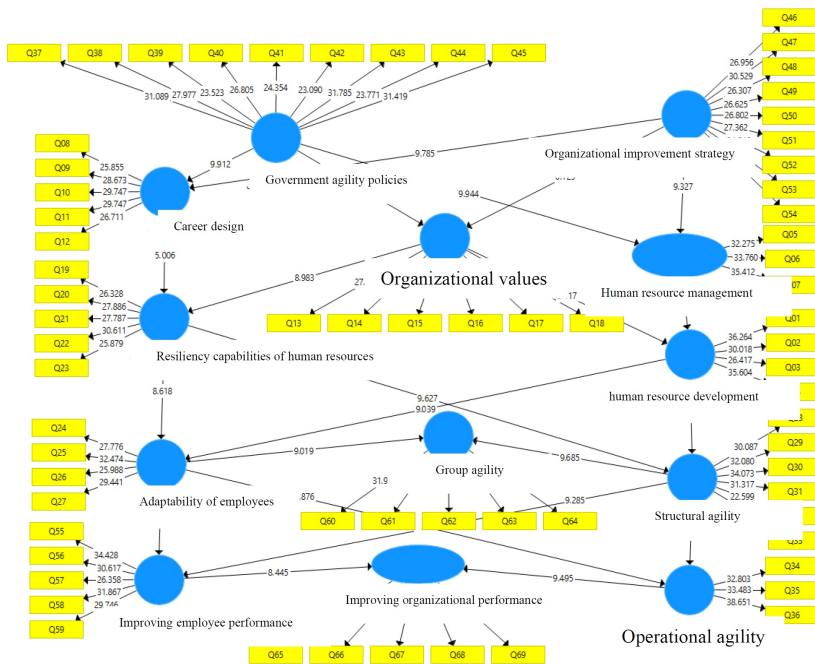 Q46
Q37 Q38 Q39 Q40 Q41 Q42 Q43 Q44 Q45
Q47
26.956
30.529
Q48
31.089 27.977 23.523 26.805 24.354 23.090 31.785 23.771 31.419
26.307
Q49
26.625
26.802
Q50
27.362
Q51
Q52
Q53
Q54
Organizational improvement strategy
9.785
9.912
Government agility policies
Q08
Q09
Q10
Q11
Q12
25.855
28.673
29.747
29.747
26.711
Career design
9.944
9.327
Q05
Q06
07
32.275
33.760
35.412
Human resource management
5.006
8.983
Organizational values
27.
.17
Q13 Q14 Q15 Q16 Q17 Q18
Q19
Q20
Q21
Q22
Q23
26.328
27.886
27.787
30.611
25.879
Resiliency capabilities of human resources
Q01
Q02
Q03
36.264
30.018
26.417
35.604
human resource development
8.618
9.627
9.039
Q24
Q25
Q26
Q27
27.776
32.474
25.988
29.441
Adaptability of employees
9.019
Group agility
9.685
Q29
Q30
Q31
30.087
32.080
34.073
31.317
22.599
Structural agility
31.9
.876
9.285
Q60 Q61 Q62 Q63 Q64
Q55
Q56
Q57
Q58
Q59
34.428
30.617
26.358
31.867
29.746
Improving employee performance
8.445
9.495
Improving organizational performance
Q33
Q34
Q35
Q36
32.803
33.483
38.651
Operational agility
Q65 Q66 Q67 Q68 Q69